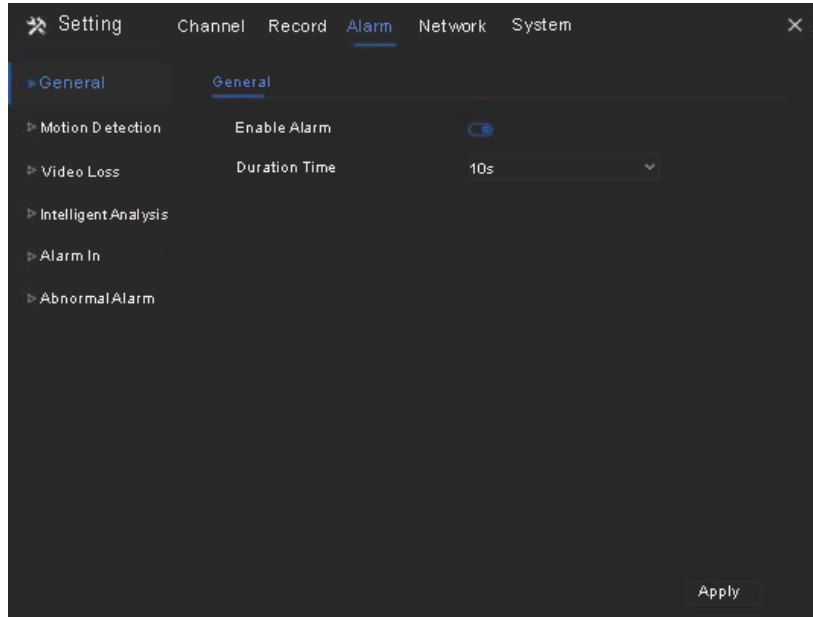 Setting
Channel Record Alarm Network System
General
Motion Detection
Video Loss
Intelligent Analysis
Alarm In
Abnormal Alarm
General
Enable Alarm
Duration Time 10s
Apply